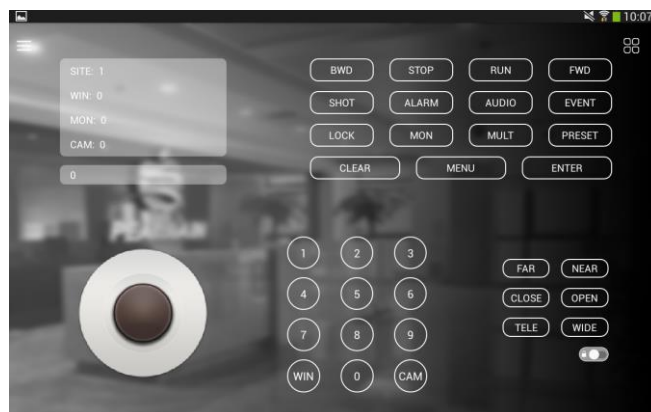 10:07
SITE: 1
WIN: 0
MON: 0
CAM: 0
0
BWD STOP RUN FWD
SHOT ALARM AUDIO EVENT
LOCK MON MULT PRESET
CLEAR MENU ENTER
1 2 3
4 5 6
7 8 9
WIN 0 CAM
FAR NEAR
CLOSE OPEN
TELE WIDE